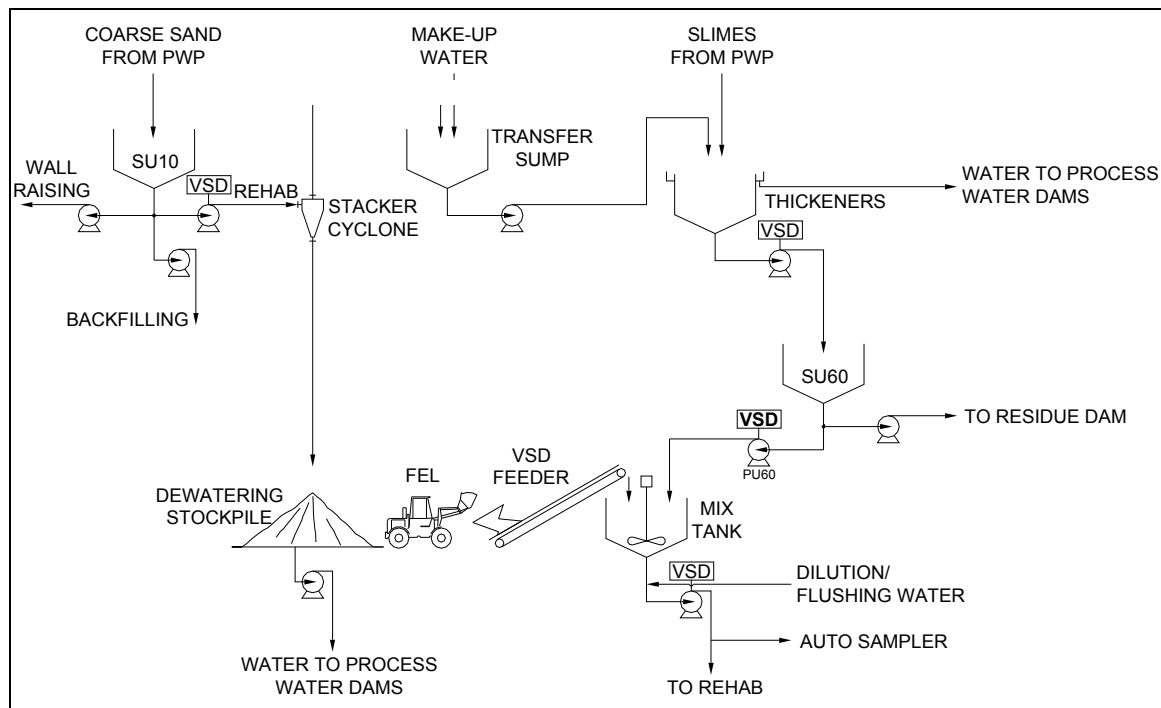 COARSE SAND
FROM PWP
MAKE-UP
WATER
SLIMES
FROM PWP
SU10
TRANSFER
SUMP
WALL
RAISING
VSD
REHAB
STACKER
CYCLONE
THICKENERS
WATER TO PROCESS
WATER DAMS
VSD
BACKFILLING
SU60
VSD
TO RESIDUE DAM
PU60
VSD
FEEDER
FEL
DEWATERING
STOCKPILE
MIX
TANK
VSD
DILUTION/
FLUSHING WATER
AUTO SAMPLER
WATER TO PROCESS
WATER DAMS
TO REHAB